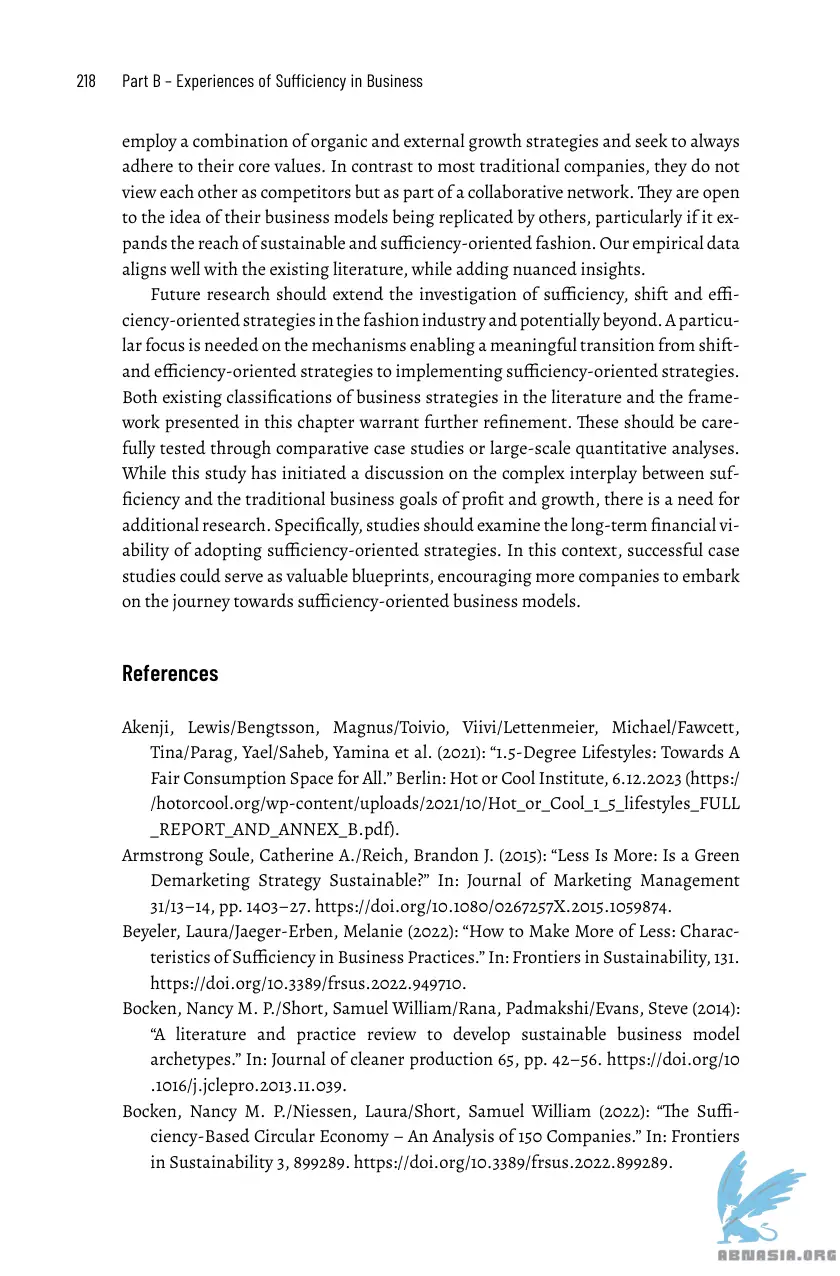 218 Part B – Experiences of Sufficiency in Business
employ a combination of organic and external growth strategies and seek to always
adhere to their core values. In contrast to most traditional companies, they do not
view each other as competitors but as part of a collaborative network. They are open
to the idea of their business models being replicated by others, particularly if it ex-
pands the reach of sustainable and sufficiency-oriented fashion. Our empirical data
aligns well with the existing literature, while adding nuanced insights.
Future research should extend the investigation of sufficiency, shift and effi-
ciency-oriented strategies in the fashion industry and potentially beyond. A particu-
lar focus is needed on the mechanisms enabling a meaningful transition from shift-
and efficiency-oriented strategies to implementing sufficiency-oriented strategies.
Both existing classifications of business strategies in the literature and the frame-
work presented in this chapter warrant further refinement. These should be care-
fully tested through comparative case studies or large-scale quantitative analyses.
While this study has initiated a discussion on the complex interplay between suf-
ficiency and the traditional business goals of profit and growth, there is a need for
additional research. Specifically, studies should examine the long-term financial vi-
ability of adopting sufficiency-oriented strategies. In this context, successful case
studies could serve as valuable blueprints, encouraging more companies to embark
on the journey towards sufficiency-oriented business models.
References
Akenji, Lewis/Bengtsson, Magnus/Toivio, Viivi/Lettenmeier, Michael/Fawcett,
Tina/Parag, Yael/Saheb, Yamina et al. (2021): “1.5-Degree Lifestyles: Towards A
Fair Consumption Space for All.” Berlin: Hot or Cool Institute, 6.12.2023 (https:/
/hotorcool.org/wp-content/uploads/2021/10/Hot_or_Cool_1_5_lifestyles_FULL
_REPORT_AND_ANNEX_B.pdf).
Armstrong Soule, Catherine A./Reich, Brandon J. (2015): “Less Is More: Is a Green
Demarketing Strategy Sustainable?” In: Journal of Marketing Management
31/13–14, pp. 1403–27. https://doi.org/10.1080/0267257X.2015.1059874.
Beyeler, Laura/Jaeger-Erben, Melanie (2022): “How to Make More of Less: Charac-
teristics of Sufficiency in Business Practices.” In: Frontiers in Sustainability, 131.
https://doi.org/10.3389/frsus.2022.949710.
Bocken, Nancy M. P./Short, Samuel William/Rana, Padmakshi/Evans, Steve (2014):
“A literature and practice review to develop sustainable business model
archetypes.” In: Journal of cleaner production 65, pp. 42–56. https://doi.org/10
.1016/j.jclepro.2013.11.039.
Bocken, Nancy M. P./Niessen, Laura/Short, Samuel William (2022): “The Suffi-
ciency-Based Circular Economy – An Analysis of 150 Companies.” In: Frontiers
in Sustainability 3, 899289. https://doi.org/10.3389/frsus.2022.899289.
ABNASIA.ORG